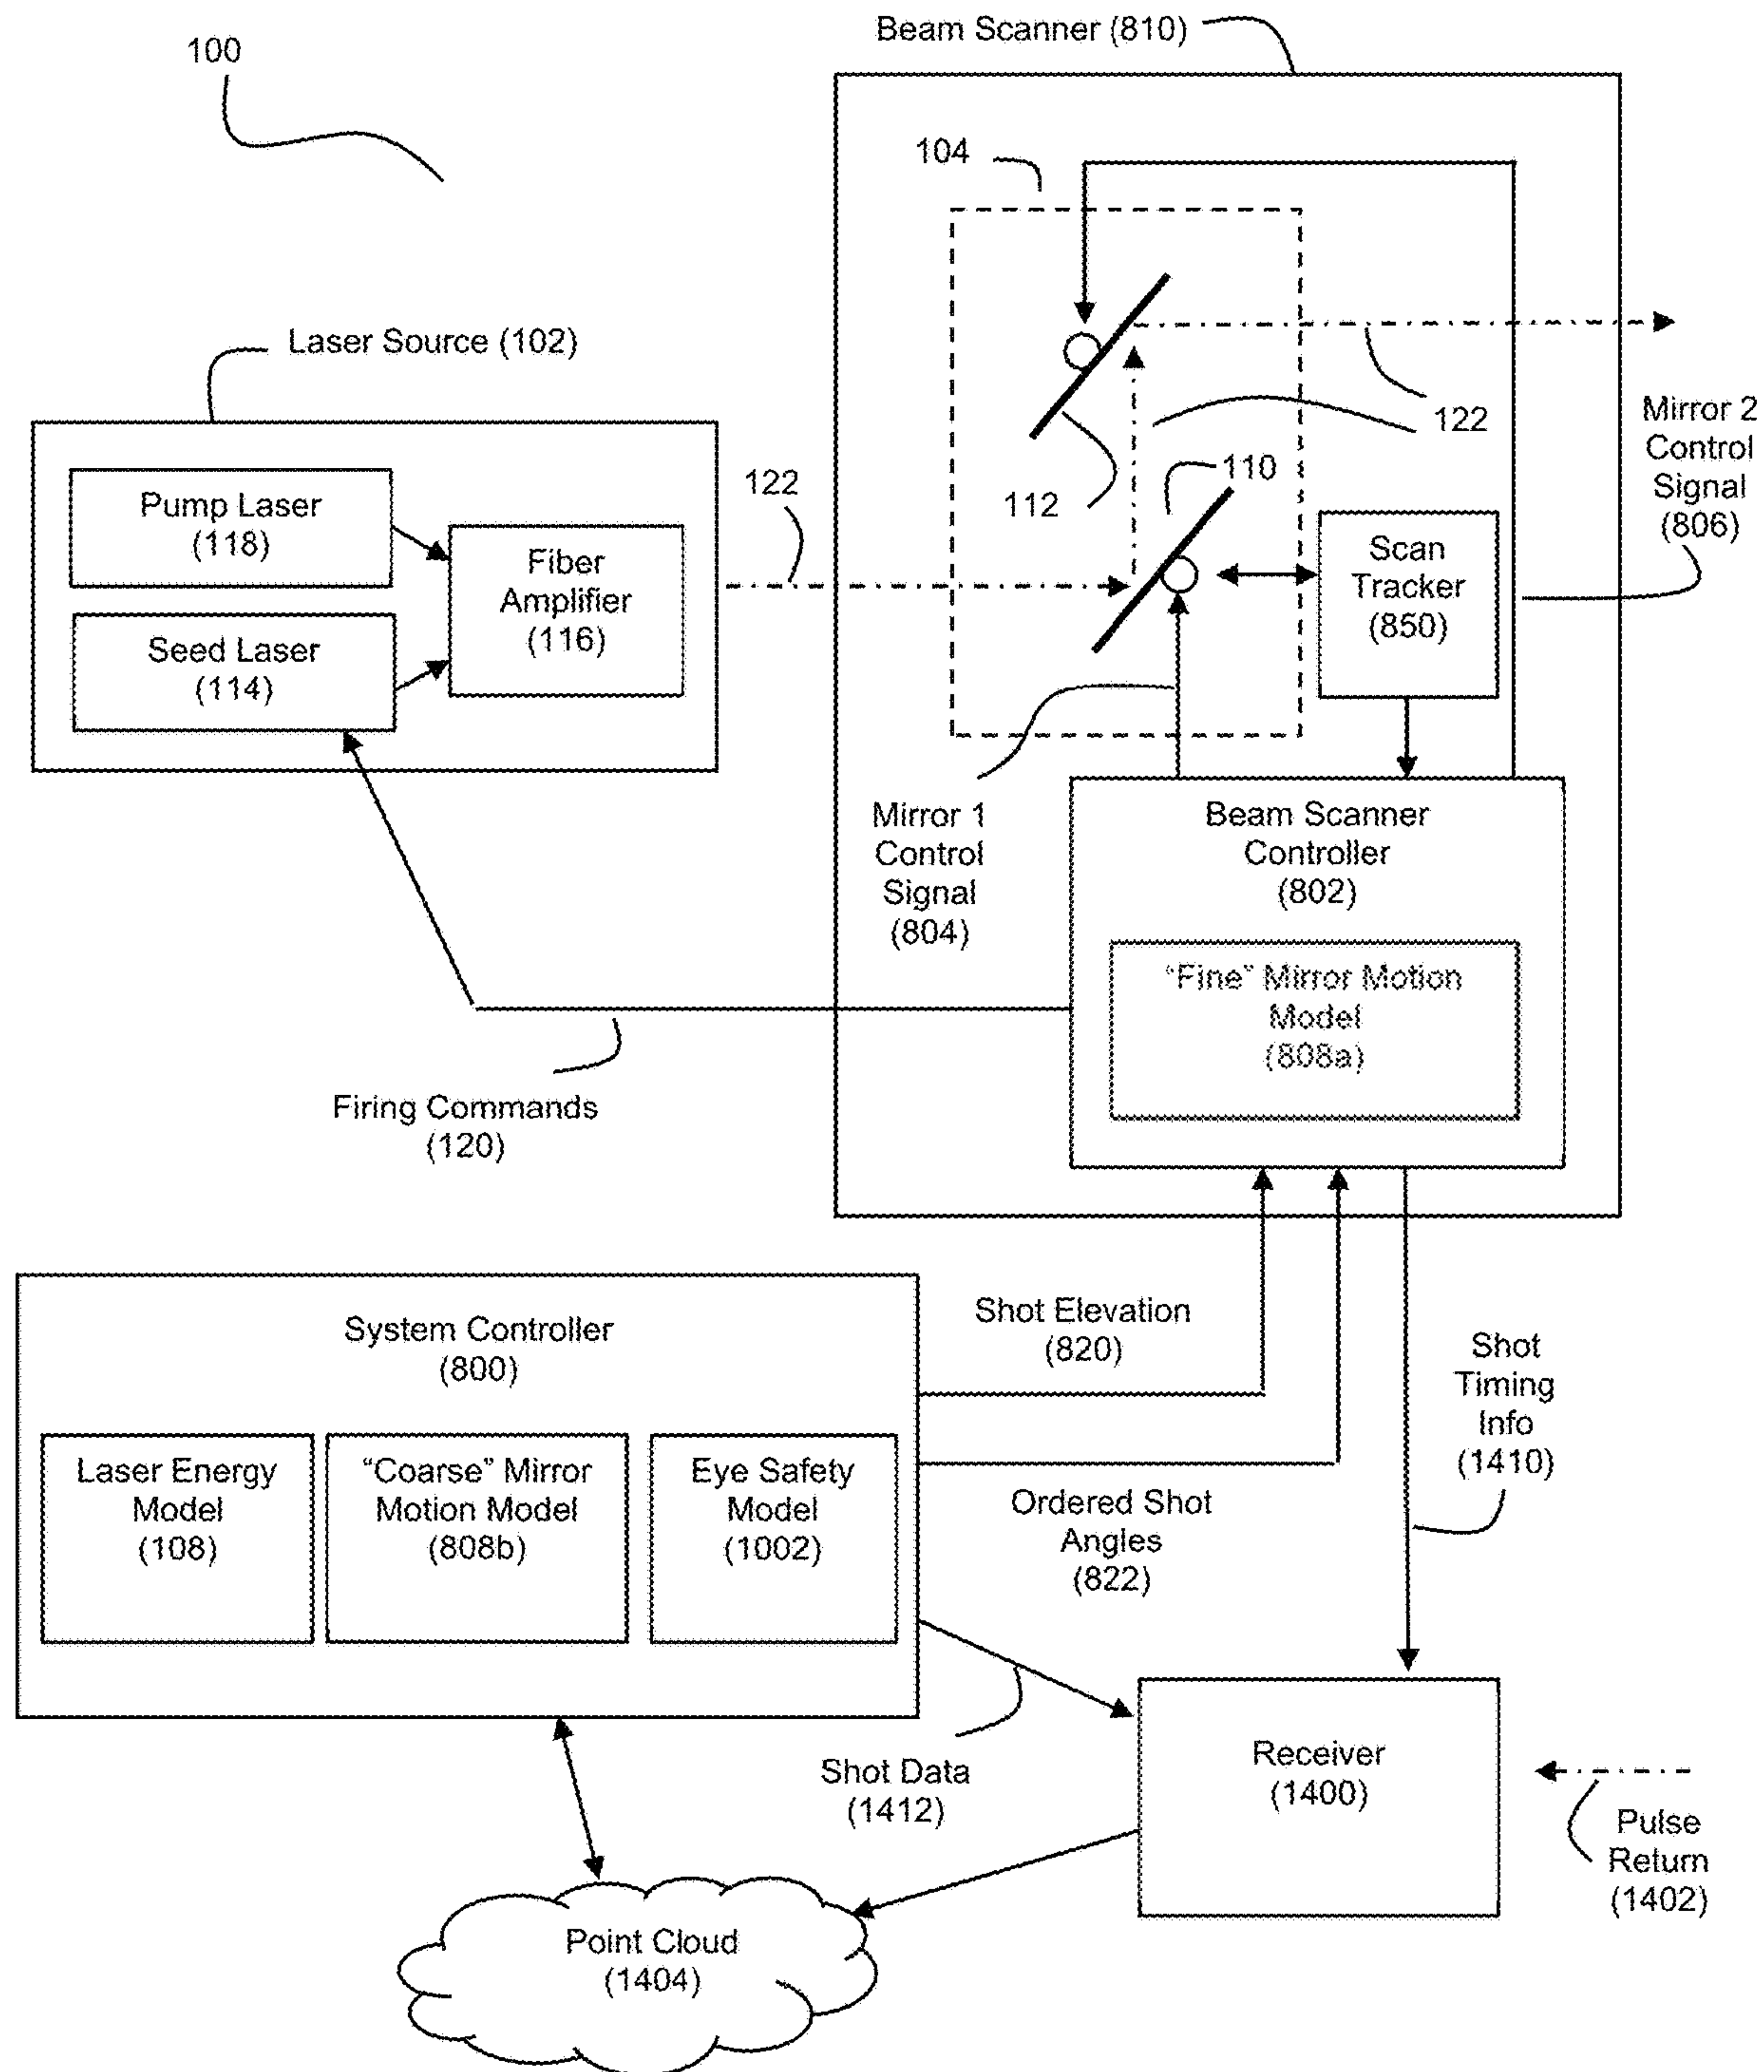 Beam Scanner (810)
100
104
Laser Source (102)
122
Mirror 2
Control
Signal
(806)
110
112
122
Pump Laser
(118)
Fiber
Amplifier
(116)
Seed Laser
(114)
Scan
Tracker
(850)
Mirror 1
Control
Signal
(804)
Beam Scanner
Controller
(802)
"Fine" Mirror Motion
Model
(808a)
Firing Commands
(120)
System Controller
(800)
Laser Energy
Model
(108)
"Coarse" Mirror
Motion Model
(808b)
Eye Safety
Model
(1002)
Shot Elevation
(820)
Ordered Shot
Angles
(822)
Shot
Timing
Info
(1410)
Shot Data
(1412)
Receiver
(1400)
Pulse
Return
(1402)
Point Cloud
(1404)